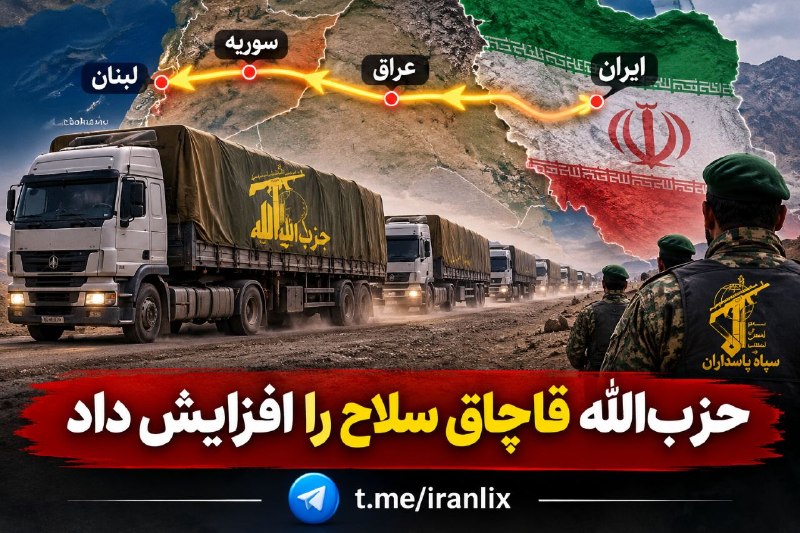 ایران
عراق
سوریه
لبنان
حزب الله
سپاه پاسداران
حزب‌الله قاچاق سلاح را افزایش داد
t.me/iranlix